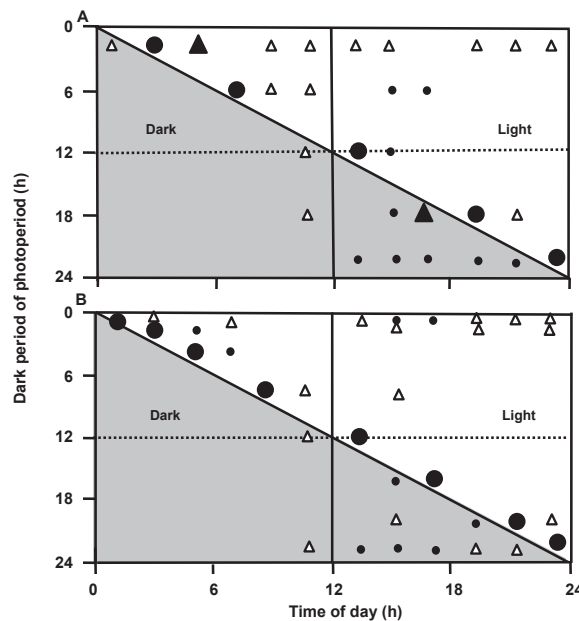 A
0
6
12
18
24
Dark
Light
B
0
6
12
18
24
Dark
Light
0
6
12
18
24
Time of day (h)
Dark period of photoperiod (h)